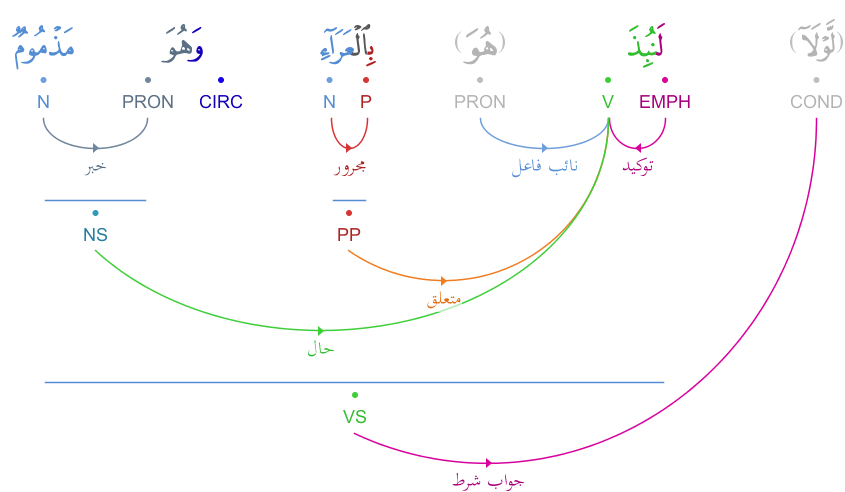 (لَّوْلَآ) لَنُبِذَ (هُوَ) بِٱلْعَرَآءِ وَهُوَ مَذْمُومٌ
COND EMPH V PRON P N CIRC PRON N
توكيد نائب فاعل مجرور خبر
PP NS
متعلق
حال
VS
جواب شرط